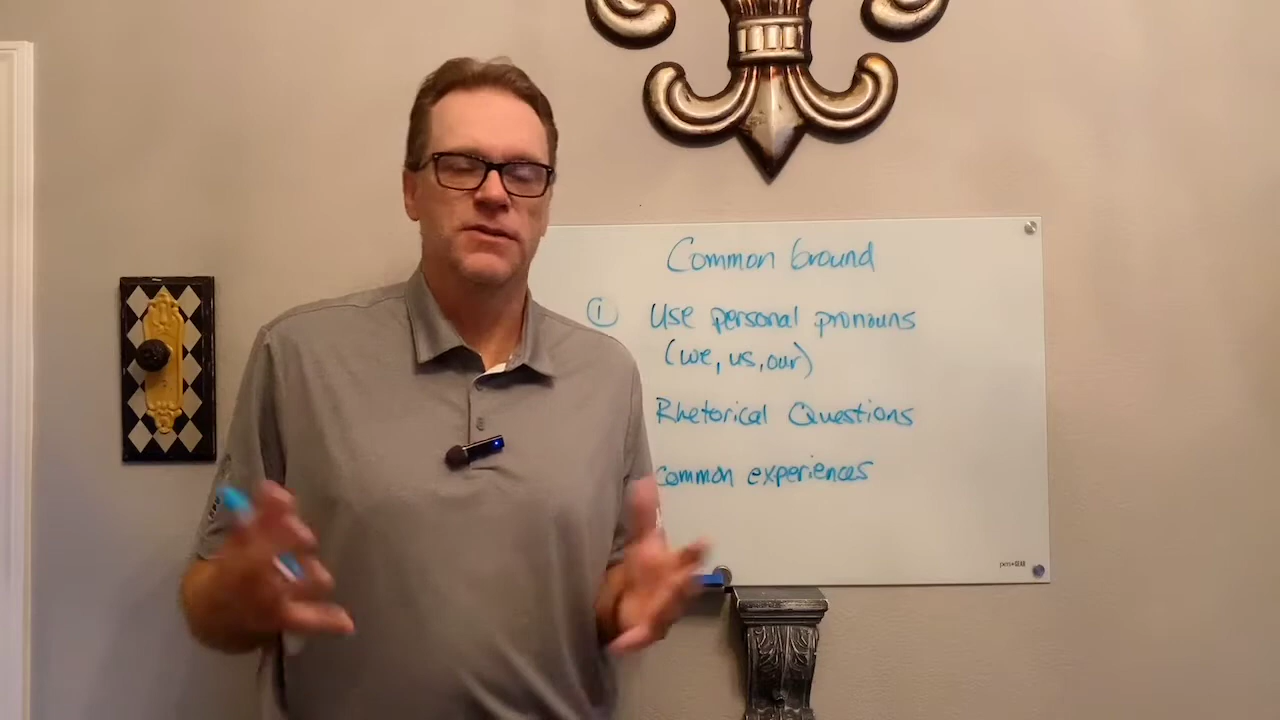 Common Ground
① Use personal pronouns
(we, us, our)
Rhetorical Questions
common experiences